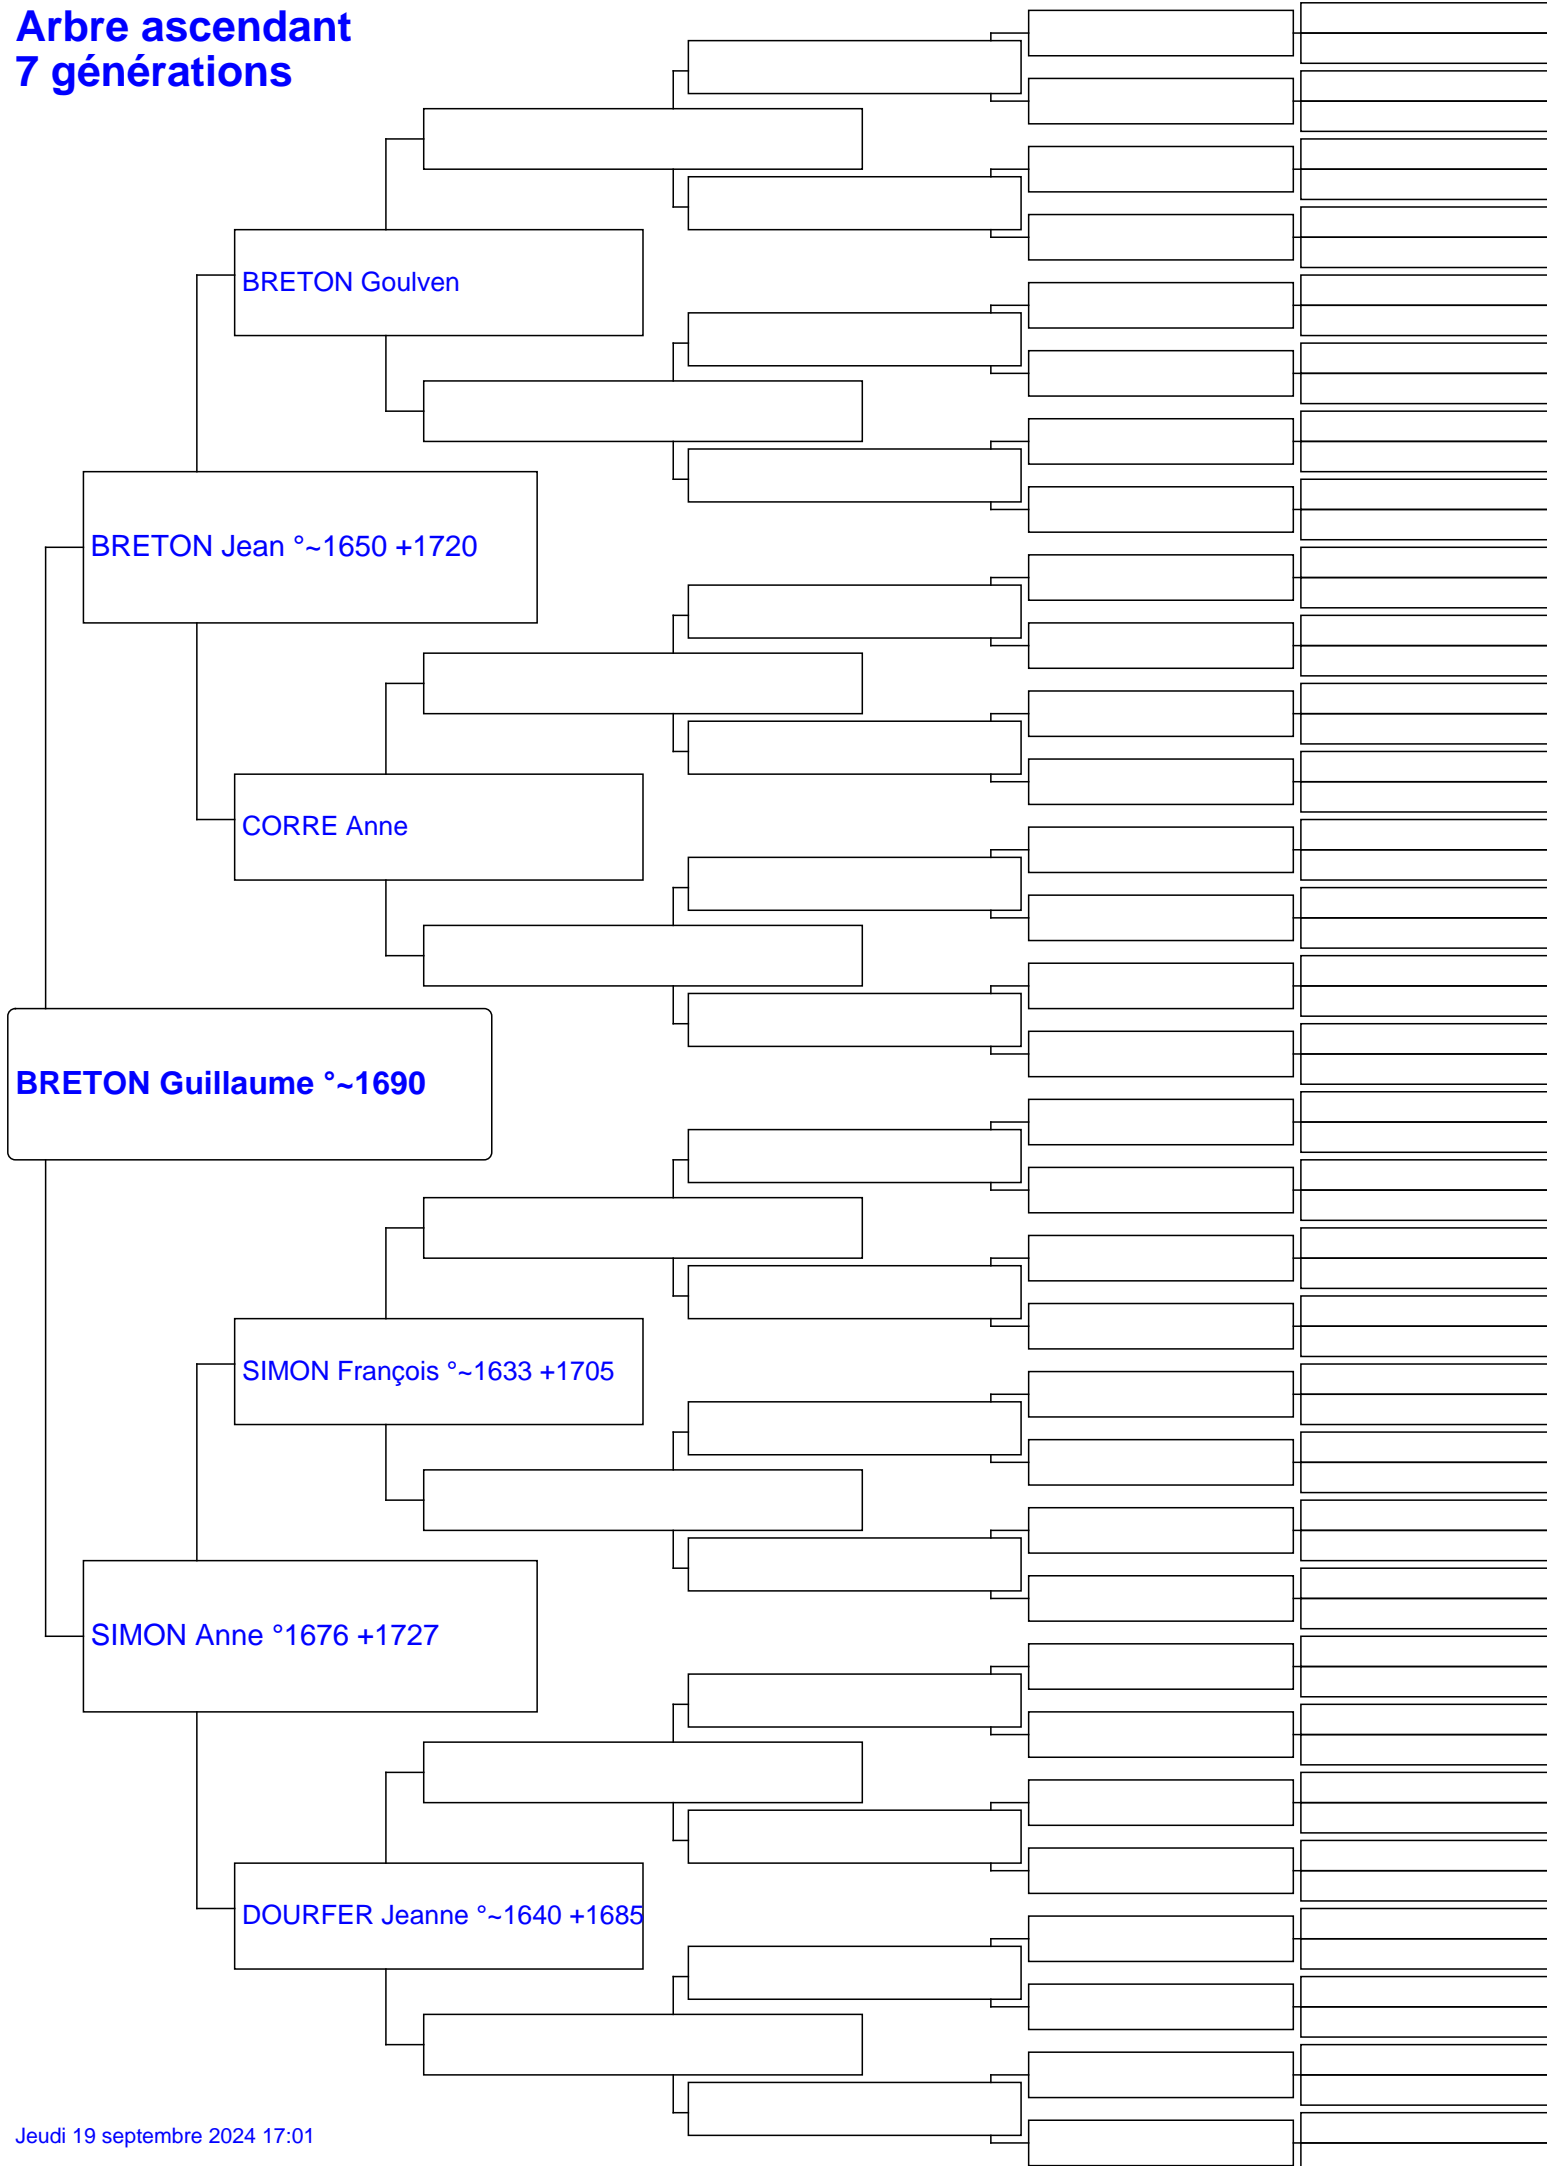 Arbre ascendant
7 générations
BRETON Goulven
BRETON Jean °~1650 +1720
CORRE Anne
BRETON Guillaume °~1690
SIMON François °~1633 +1705
SIMON Anne °1676 +1727
DOURFER Jeanne °~1640 +1685
Jeudi 19 septembre 2024 17:01